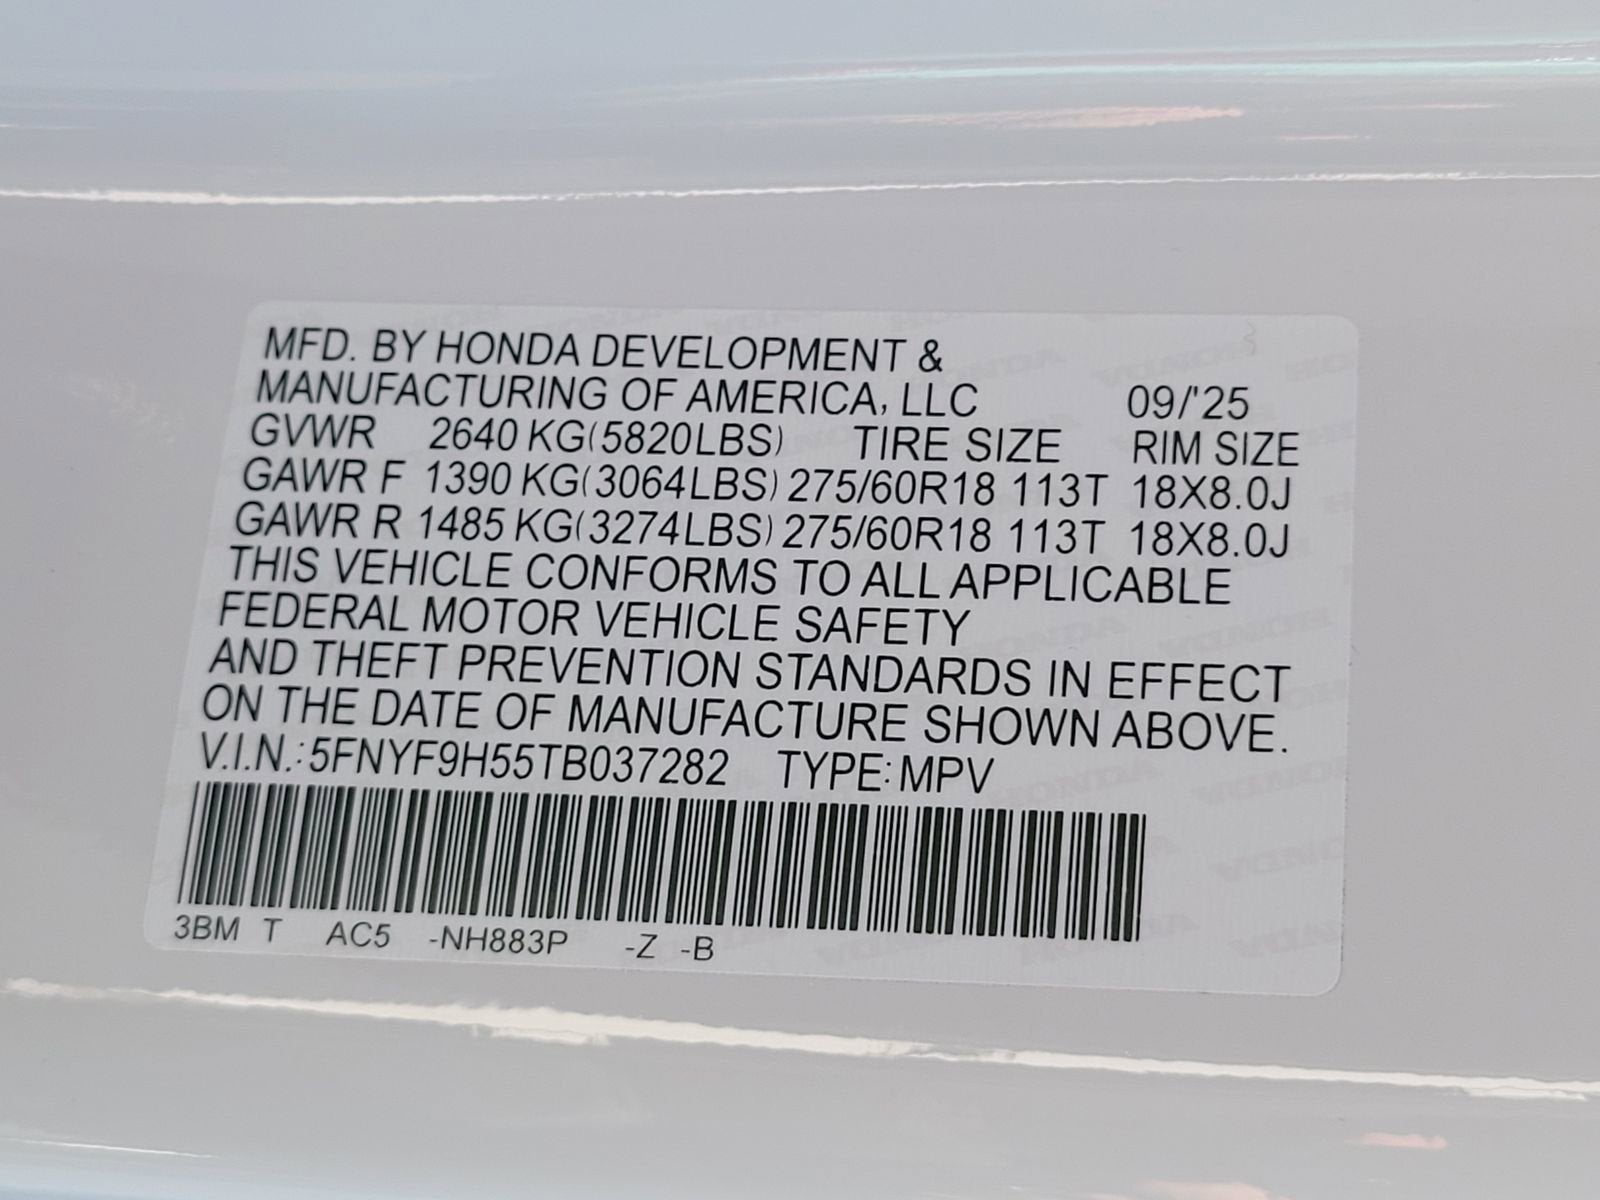 MFD. BY HONDA DEVELOPMENT &
MANUFACTURING OF AMERICA, LLC 09/'25
GVWR 2640 KG(5820LBS) TIRE SIZE RIM SIZE
GAWR F 1390 KG(3064LBS) 275/60R18 113T 18X8.0J
GAWR R 1485 KG(3274LBS) 275/60R18 113T 18X8.0J
THIS VEHICLE CONFORMS TO ALL APPLICABLE
FEDERAL MOTOR VEHICLE SAFETY
AND THEFT PREVENTION STANDARDS IN EFFECT
ON THE DATE OF MANUFACTURE SHOWN ABOVE.
V.I.N.: 5FNYF9H55TB037282 TYPE: MPV
3BM T AC5 -NH883P -Z -B